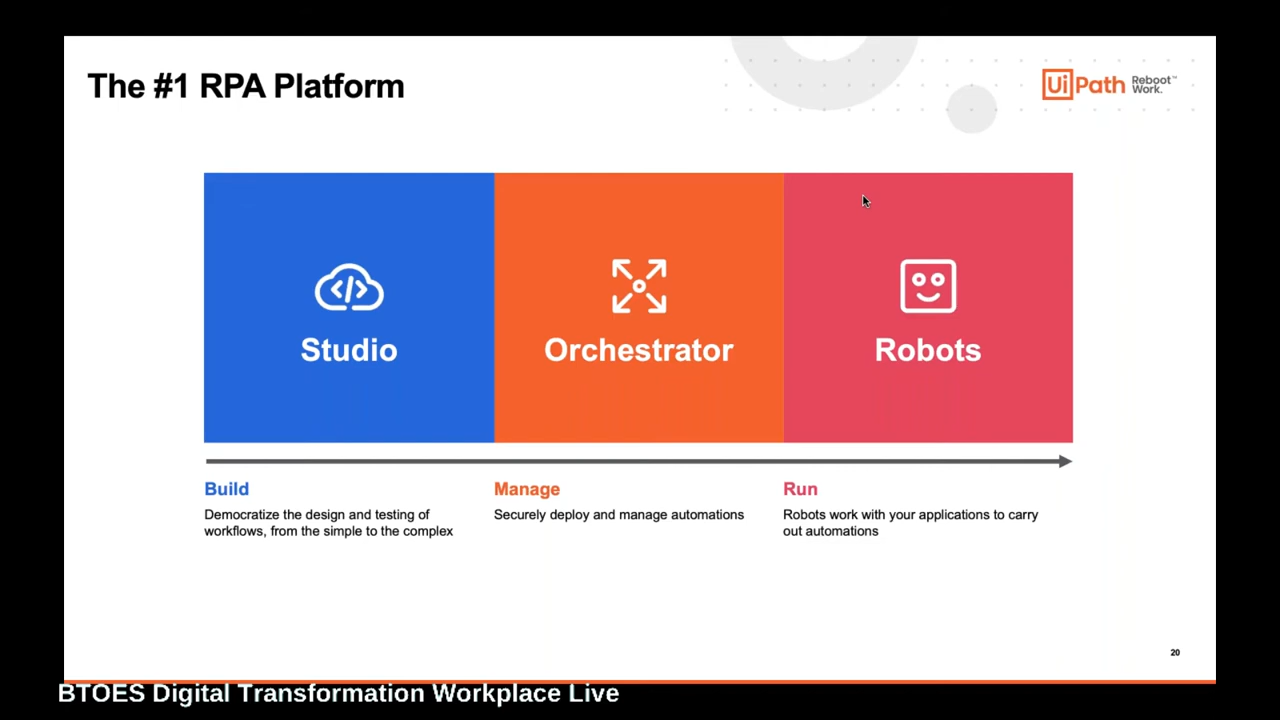 The #1 RPA Platform
UiPath Reboot Work.™
Studio
Orchestrator
Robots
Build
Democratize the design and testing of
workflows, from the simple to the complex
Manage
Securely deploy and manage automations
Run
Robots work with your applications to carry
out automations
20
BTOES Digital Transformation Workplace Live